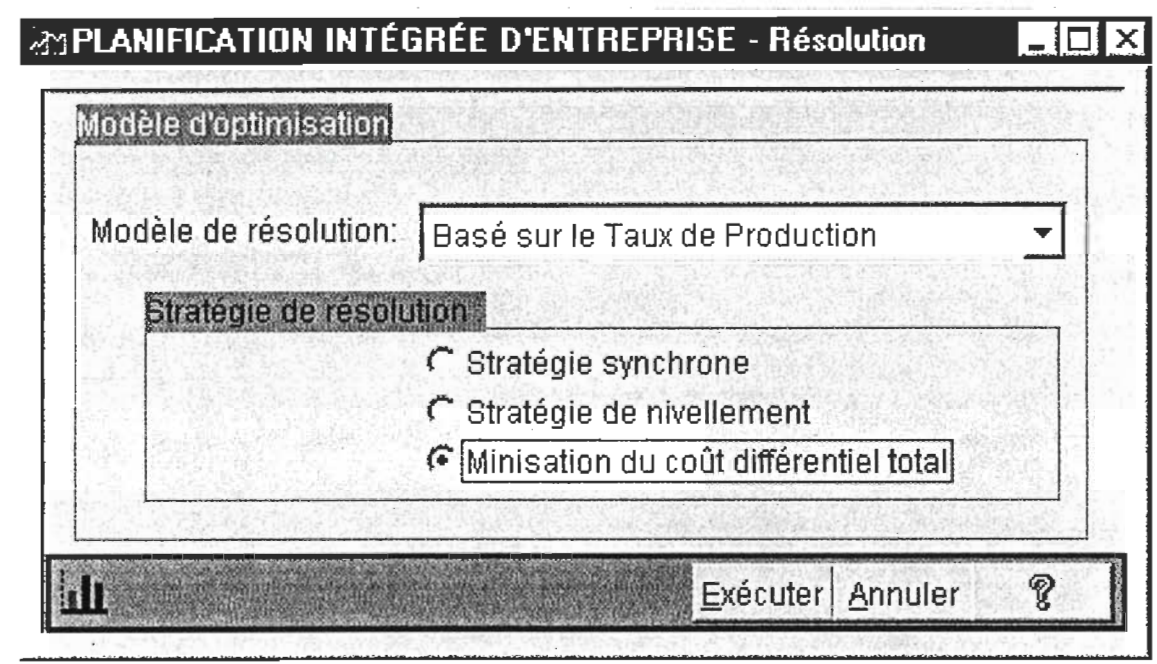 PLANIFICATION INTÉGRÉE D'ENTREPRISE - Résolution
Modèle d'optimisation
Modèle de résolution: Basé sur le Taux de Production
Stratégie de résolution
Stratégie synchrone
Stratégie de nivellement
Minisation du coût différentiel total
Exécuter Annuler ?